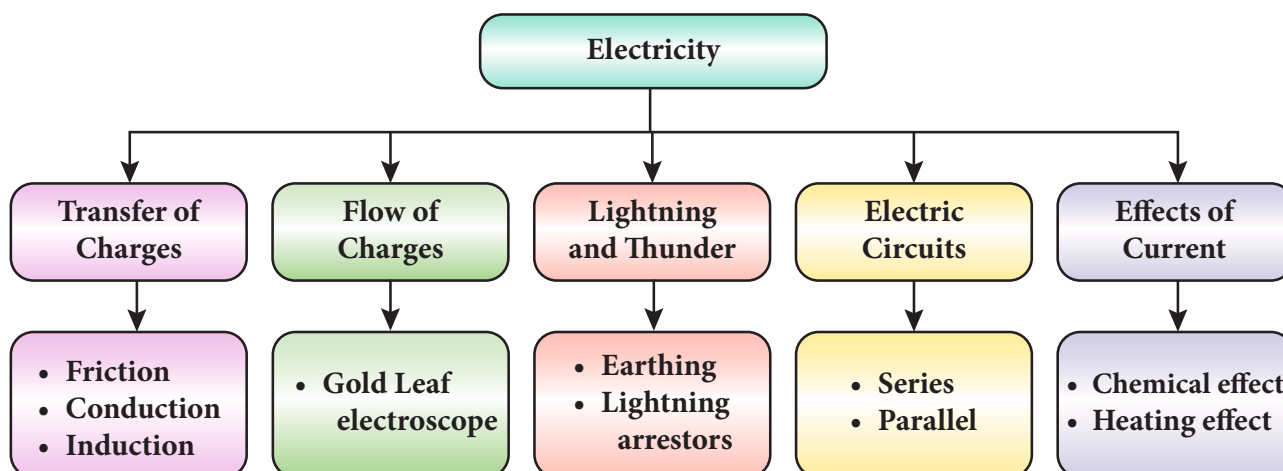 Electricity
Transfer of
Charges
Flow of
Charges
Lightning
and Thunder
Electric
Circuits
Effects of
Current
• Friction
• Conduction
• Induction
• Gold Leaf
electroscope
• Earthing
• Lightning
arrestors
• Series
• Parallel
• Chemical effect
• Heating effect